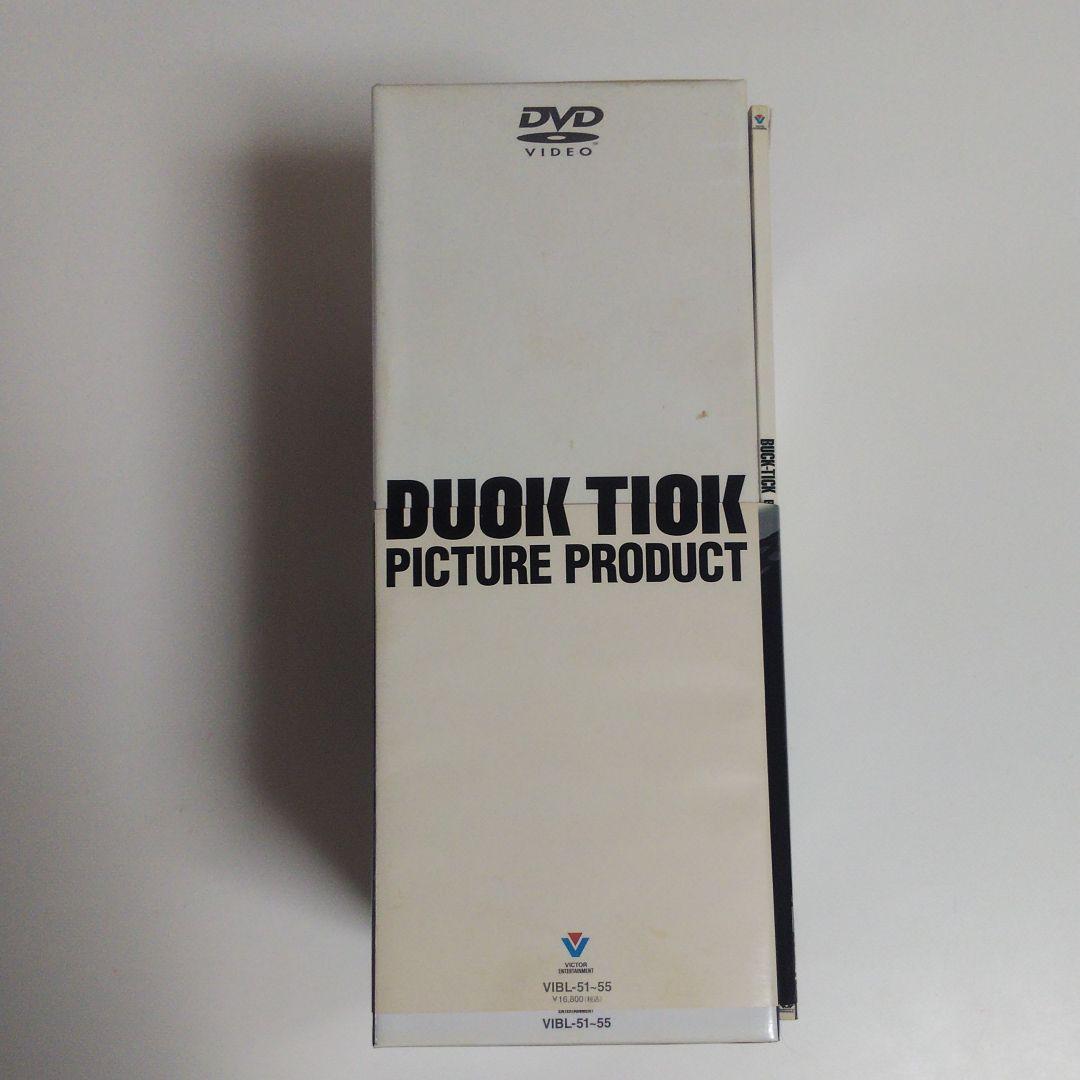 DVD
VIDEO
DUOK TIOK
PICTURE PRODUCT
VICTOR
ENTERTAINMENT
VIBL-51~55
¥16,800(税込)
ENTERTAINMENT
VIBL-51~55
BUCK-TICK